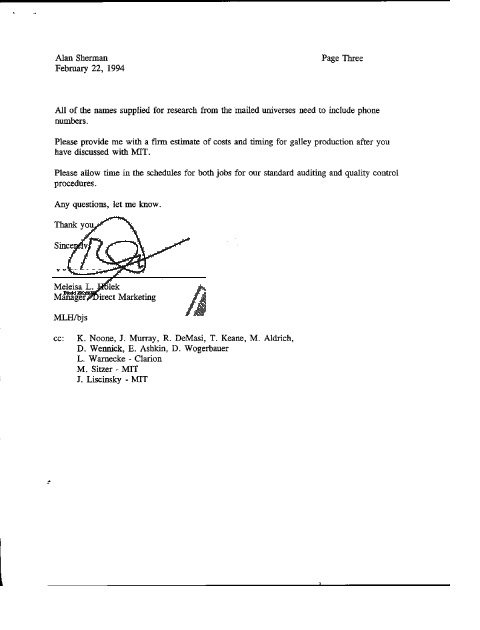 Alan Sherman Page Three
February 22, 1994
All of the names supplied for research from the mailed universes need to include phone
numbers.
Please provide me with a firm estimate of costs and timing for galley production after you
have discussed with MIT.
Please allow time in the schedules for both jobs for our standard auditing and quality control
procedures.
Any questions, let me know.
Thank you,
Sincerely,
Meleisa L. Holek
Manager, Direct Marketing
MLH/bjs
cc: K. Noone, J. Murray, R. DeMasi, T. Keane, M. Aldrich,
D. Wennick, E. Ashkin, D. Wogerbauer
L. Warnecke - Clarion
M. Sitzer - MIT
J. Liscinsky - MIT